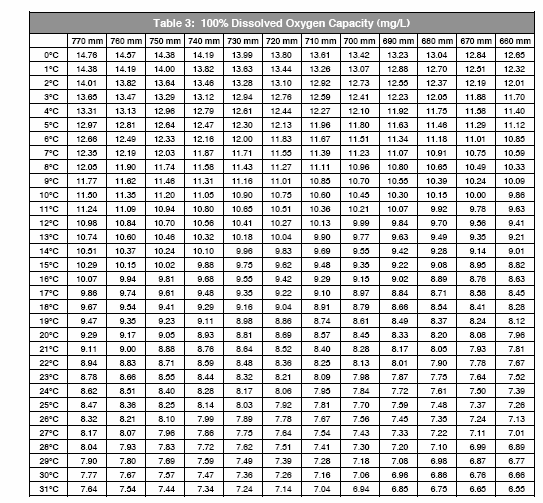 Table 3: 100% Dissolved Oxygen Capacity (mg/L)
770 mm 760 mm 750 mm 740 mm 730 mm 720 mm 710 mm 700 mm 690 mm 680 mm 670 mm 660 mm
0°C 14.76 14.57 14.38 14.19 13.99 13.80 13.61 13.42 13.23 13.04 12.84 12.65
1°C 14.38 14.19 14.00 13.82 13.63 13.44 13.26 13.07 12.88 12.70 12.51 12.32
2°C 14.01 13.82 13.64 13.46 13.28 13.10 12.92 12.73 12.55 12.37 12.19 12.01
3°C 13.65 13.47 13.29 13.12 12.94 12.76 12.59 12.41 12.23 12.05 11.88 11.70
4°C 13.31 13.13 12.96 12.79 12.61 12.44 12.27 12.10 11.92 11.75 11.58 11.40
5°C 12.97 12.81 12.64 12.47 12.30 12.13 11.96 11.80 11.63 11.46 11.29 11.12
6°C 12.66 12.49 12.33 12.16 12.00 11.83 11.67 11.51 11.34 11.18 11.01 10.85
7°C 12.35 12.19 12.03 11.87 11.71 11.55 11.39 11.23 11.07 10.91 10.75 10.59
8°C 12.05 11.90 11.74 11.58 11.43 11.27 11.11 10.96 10.80 10.65 10.49 10.33
9°C 11.77 11.62 11.46 11.31 11.16 11.01 10.85 10.70 10.55 10.39 10.24 10.09
10°C 11.50 11.35 11.20 11.05 10.90 10.75 10.60 10.45 10.30 10.15 10.00 9.86
11°C 11.24 11.09 10.94 10.80 10.65 10.51 10.36 10.21 10.07 9.92 9.78 9.63
12°C 10.98 10.84 10.70 10.56 10.41 10.27 10.13 9.99 9.84 9.70 9.56 9.41
13°C 10.74 10.60 10.46 10.32 10.18 10.04 9.90 9.77 9.63 9.49 9.35 9.21
14°C 10.51 10.37 10.24 10.10 9.96 9.83 9.69 9.55 9.42 9.28 9.14 9.01
15°C 10.29 10.15 10.02 9.88 9.75 9.62 9.48 9.35 9.22 9.08 8.95 8.82
16°C 10.07 9.94 9.81 9.68 9.55 9.42 9.29 9.15 9.02 8.89 8.76 8.63
17°C 9.86 9.74 9.61 9.48 9.35 9.22 9.10 8.97 8.84 8.71 8.58 8.45
18°C 9.67 9.54 9.41 9.29 9.16 9.04 8.91 8.79 8.66 8.54 8.41 8.28
19°C 9.47 9.35 9.23 9.11 8.98 8.86 8.74 8.61 8.49 8.37 8.24 8.12
20°C 9.29 9.17 9.05 8.93 8.81 8.69 8.57 8.45 8.33 8.20 8.08 7.96
21°C 9.11 9.00 8.88 8.76 8.64 8.52 8.40 8.28 8.17 8.05 7.93 7.81
22°C 8.94 8.83 8.71 8.59 8.48 8.36 8.25 8.13 8.01 7.90 7.78 7.67
23°C 8.78 8.66 8.55 8.44 8.32 8.21 8.09 7.98 7.87 7.75 7.64 7.52
24°C 8.62 8.51 8.40 8.28 8.17 8.06 7.95 7.84 7.72 7.61 7.50 7.39
25°C 8.47 8.36 8.25 8.14 8.03 7.92 7.81 7.70 7.59 7.48 7.37 7.26
26°C 8.32 8.21 8.10 7.99 7.89 7.78 7.67 7.56 7.45 7.35 7.24 7.13
27°C 8.17 8.07 7.96 7.86 7.75 7.64 7.54 7.43 7.33 7.22 7.11 7.01
28°C 8.04 7.93 7.83 7.72 7.62 7.51 7.41 7.30 7.20 7.10 6.99 6.89
29°C 7.90 7.80 7.69 7.59 7.49 7.39 7.28 7.18 7.08 6.98 6.87 6.77
30°C 7.77 7.67 7.57 7.47 7.36 7.26 7.16 7.06 6.96 6.86 6.76 6.66
31°C 7.64 7.54 7.44 7.34 7.24 7.14 7.04 6.94 6.85 6.75 6.65 6.55